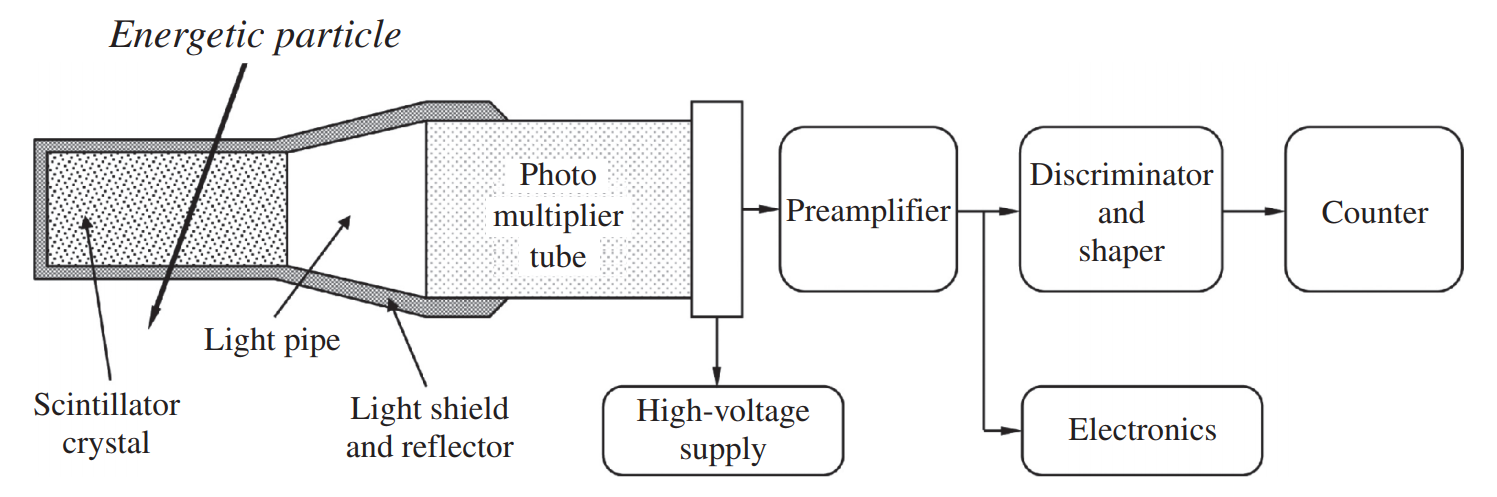 Energetic particle
Photo
multiplier
tube
Preamplifier
Discriminator
and
shaper
Counter
Light pipe
Scintillator
crystal
Light shield
and reflector
High-voltage
supply
Electronics